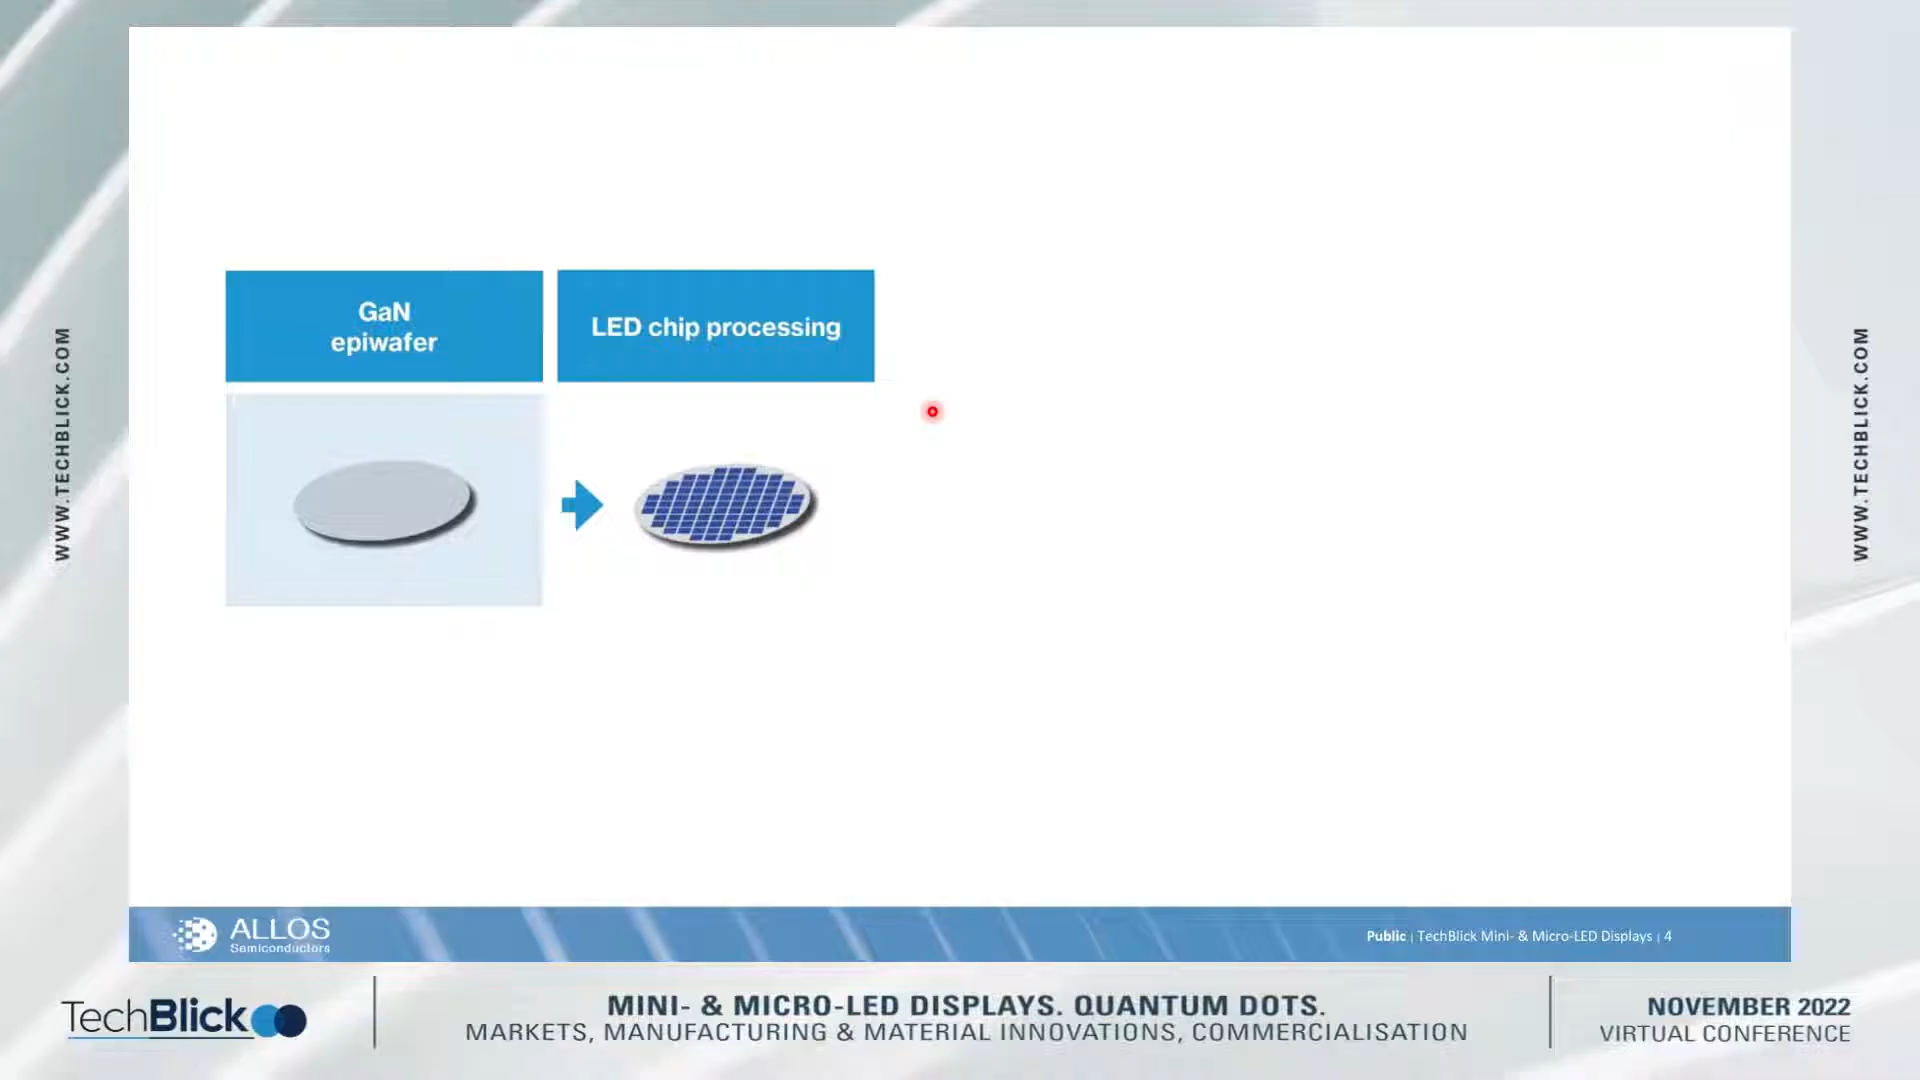 GaN
epiwafer
LED chip processing
WWW.TECHBLICK.COM
WWW.TECHBLICK.COM
ALLOS
Semiconductors
Public | TechBlick Mini- & Micro-LED Displays | 4
TechBlick
MINI- & MICRO-LED DISPLAYS. QUANTUM DOTS.
MARKETS, MANUFACTURING & MATERIAL INNOVATIONS, COMMERCIALISATION
NOVEMBER 2022
VIRTUAL CONFERENCE